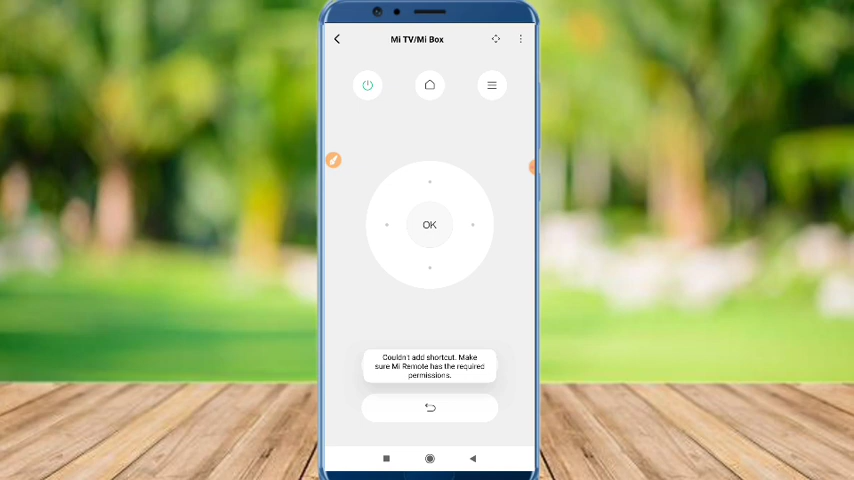 Mi TV/Mi Box
OK
Couldn't add shortcut. Make
sure Mi Remote has the required
permissions.